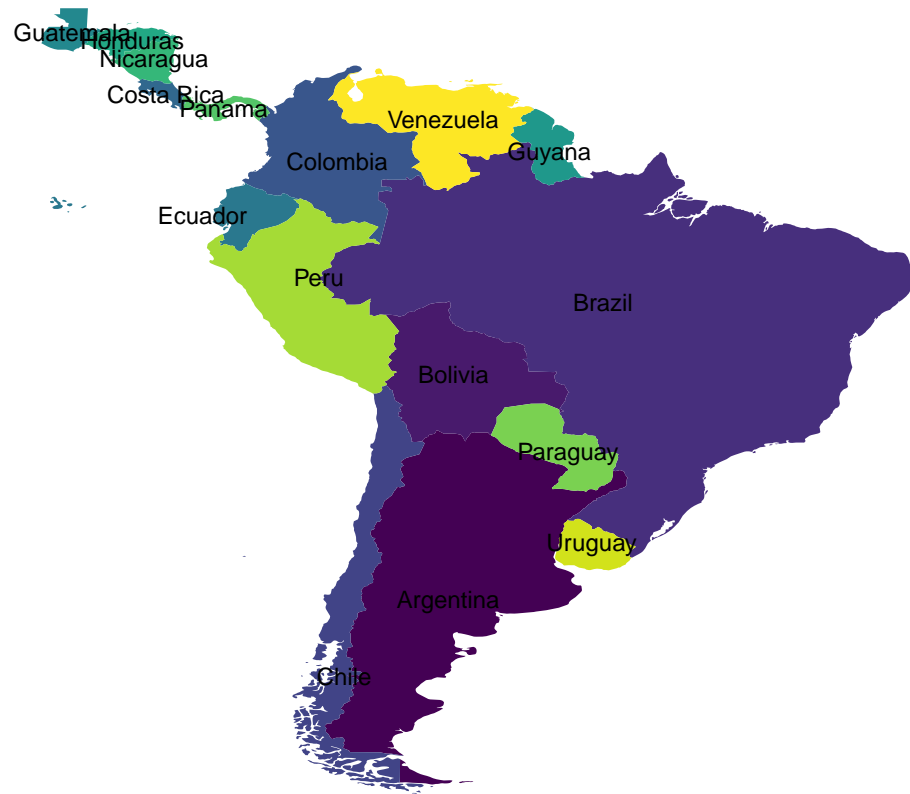 Guatemala
Honduras
Nicaragua
Costa Rica
Panama
Venezuela
Guyana
Colombia
Ecuador
Peru
Brazil
Bolivia
Paraguay
Uruguay
Argentina
Chile